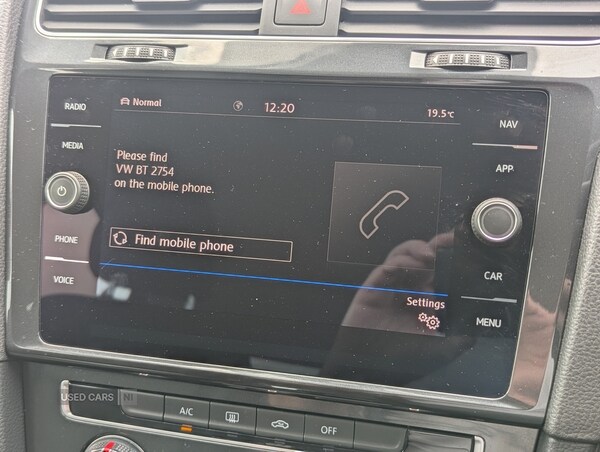 RADIO
MEDIA
PHONE
VOICE
Normal
12:20
19.5°C
Please find
VW BT 2754
on the mobile phone.
Find mobile phone
Settings
NAV
APP
CAR
MENU
A/C
OFF
USED CARS NI